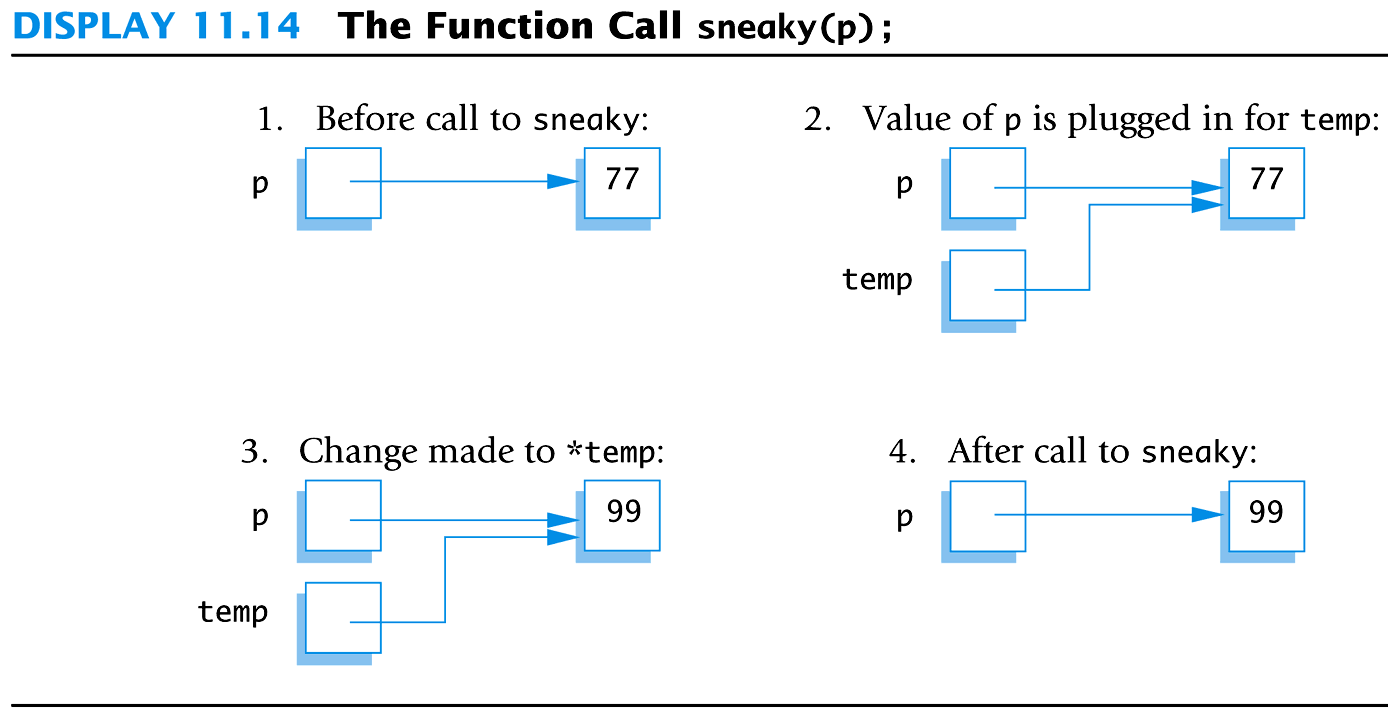 DISPLAY 11.14 The Function Call sneaky(p);
1. Before call to sneaky:
p 77
2. Value of p is plugged in for temp:
p 77
temp
3. Change made to *temp:
p 99
temp
4. After call to sneaky:
p 99